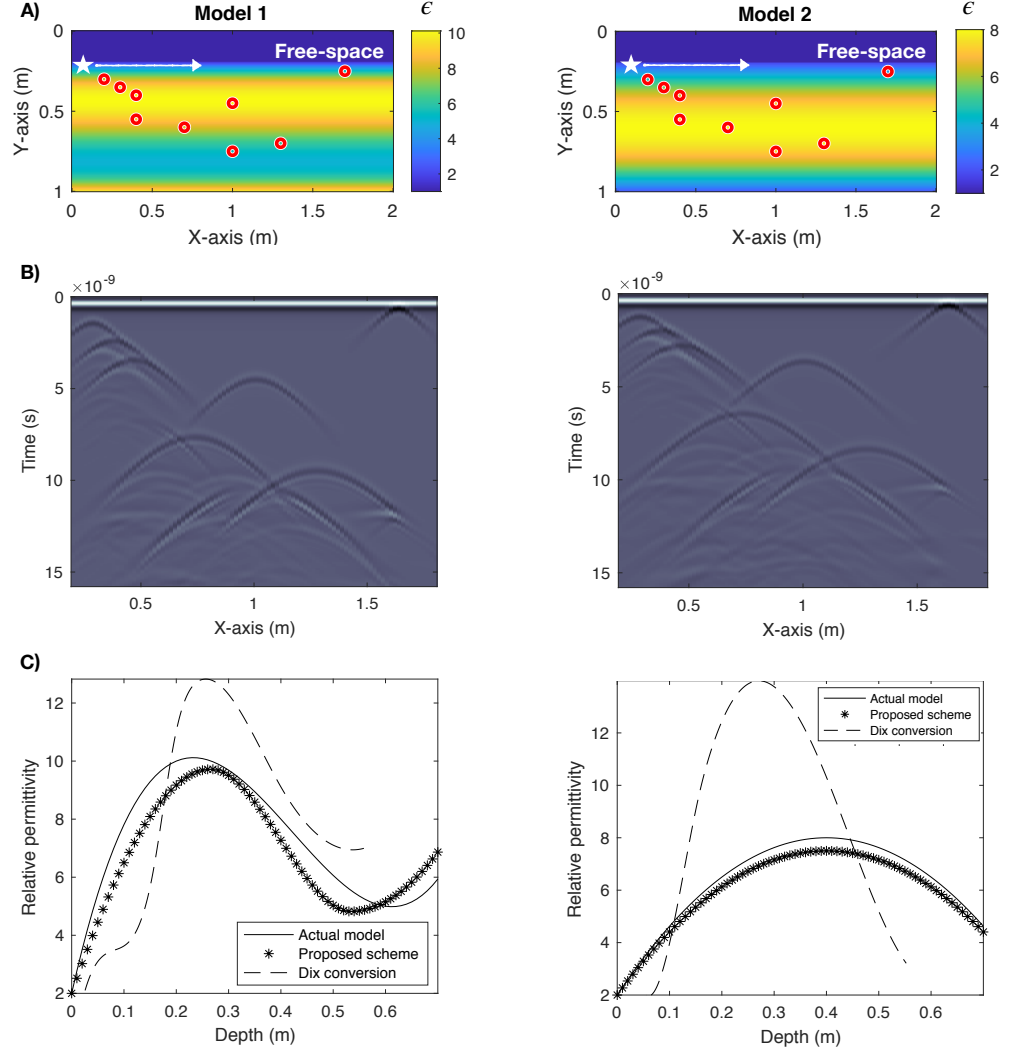 A)
Model 1
ϵ
Model 2
ϵ
Free-space
Free-space
Y-axis (m)
0
0.5
1
0
0.5
1
1.5
2
X-axis (m)
10
8
6
4
2
Y-axis (m)
0
0.5
1
0
0.5
1
1.5
2
X-axis (m)
8
6
4
2
B)
×10-9
Time (s)
0
5
10
15
0.5
1
1.5
X-axis (m)
×10-9
Time (s)
0
5
10
15
0.5
1
1.5
X-axis (m)
C)
Relative permittivity
12
10
8
6
4
2
0
0.1
0.2
0.3
0.4
0.5
0.6
Depth (m)
Actual model
Proposed scheme
Dix conversion
Relative permittivity
12
10
8
6
4
2
0
0.1
0.2
0.3
0.4
0.5
0.6
Depth (m)
Actual model
Proposed scheme
Dix conversion